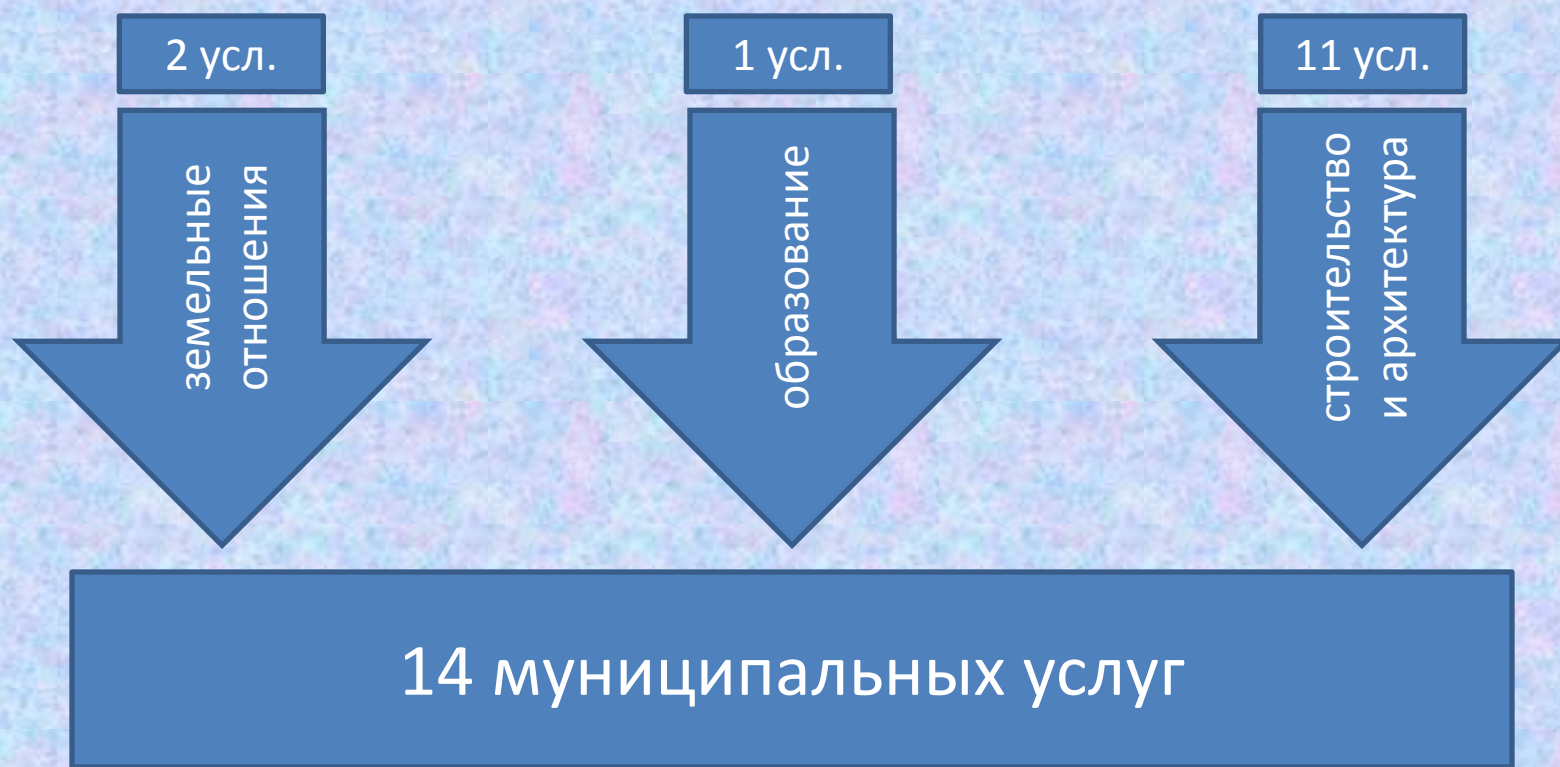 2 усл.
1 усл.
11 усл.
земельные
отношения
образование
строительство
и архитектура
14 муниципальных услуг